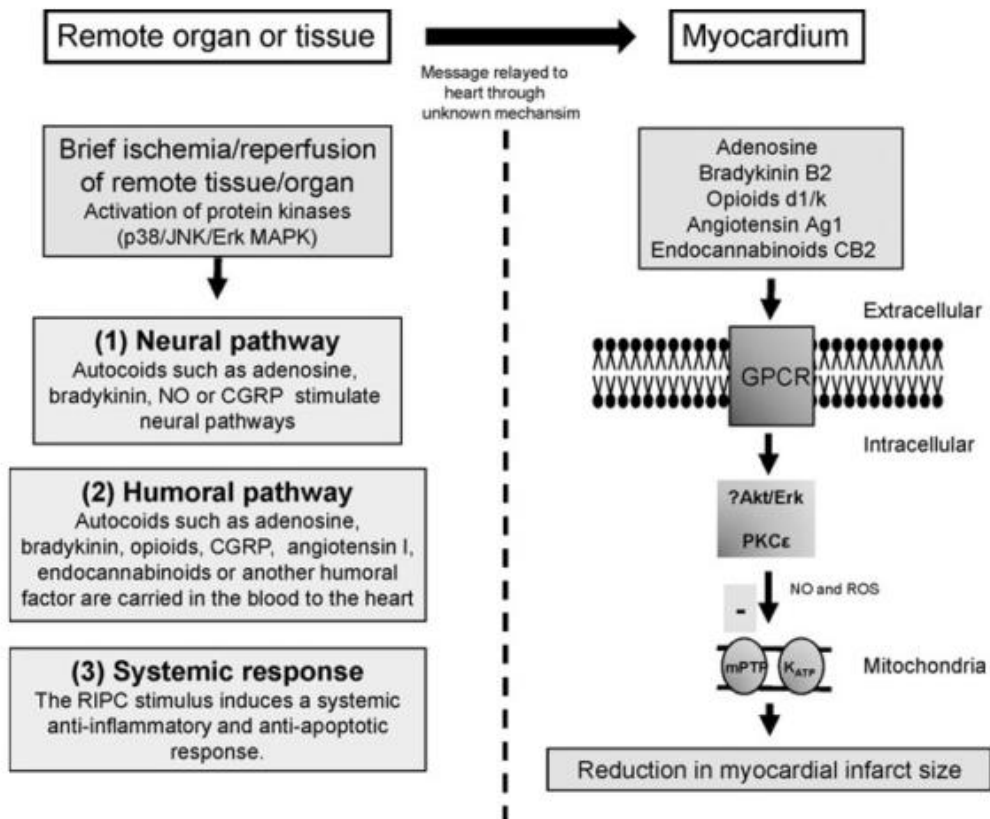 Remote organ or tissue
Myocardium
Message relayed to
heart through
unknown mechansim
Brief ischemia/reperfusion
of remote tissue/organ
Activation of protein kinases
(p38/JNK/Erk MAPK)
(1) Neural pathway
Autocoids such as adenosine,
bradykinin, NO or CGRP stimulate
neural pathways
(2) Humoral pathway
Autocoids such as adenosine,
bradykinin, opioids, CGRP, angiotensin I,
endocannabinoids or another humoral
factor are carried in the blood to the heart
(3) Systemic response
The RIPC stimulus induces a systemic
anti-inflammatory and anti-apoptotic
response.
Adenosine
Bradykinin B2
Opioids d1/k
Angiotensin Ag1
Endocannabinoids CB2
Extracellular
GPCR
Intracellular
?Akt/Erk
PKCε
NO and ROS
-
mPTP
KATP
Mitochondria
Reduction in myocardial infarct size